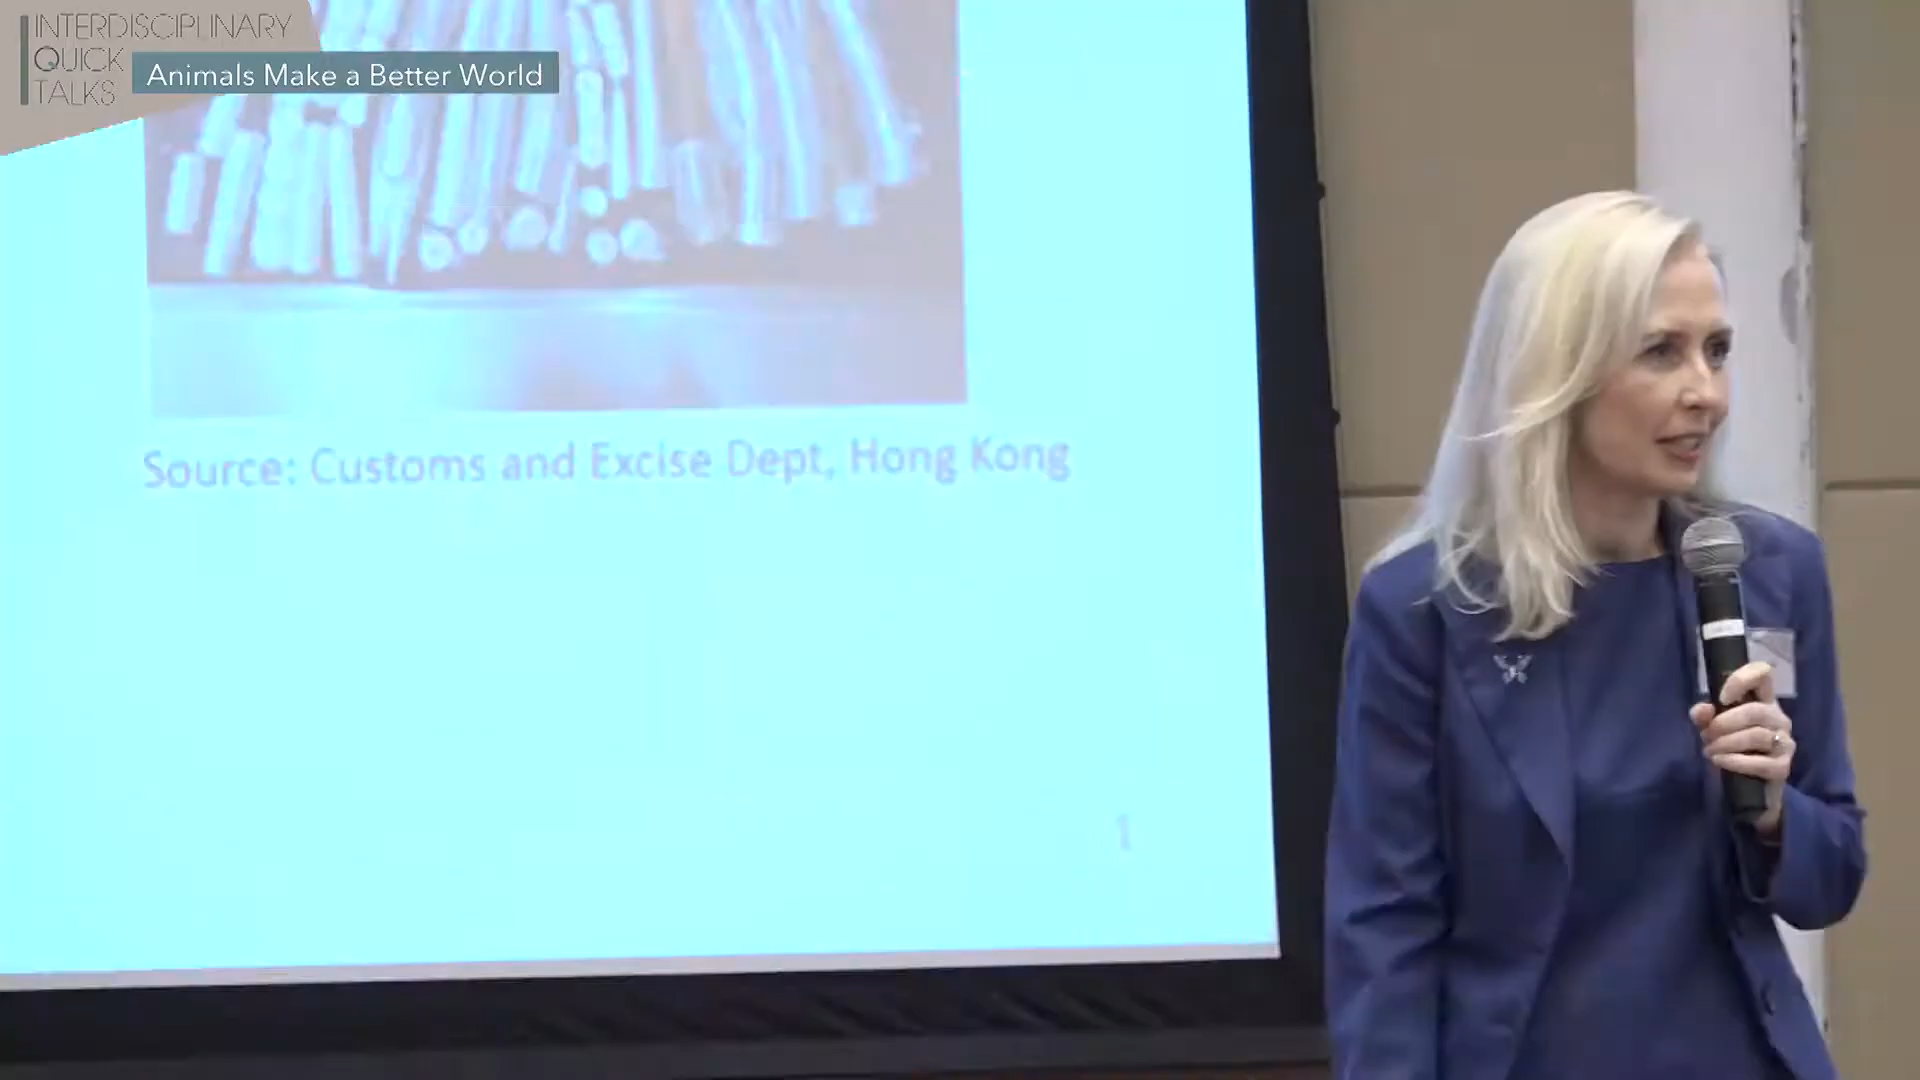 INTERDISCIPLINARY
QUICK
TALKS
Animals Make a Better World
Source: Customs and Excise Dept, Hong Kong
1